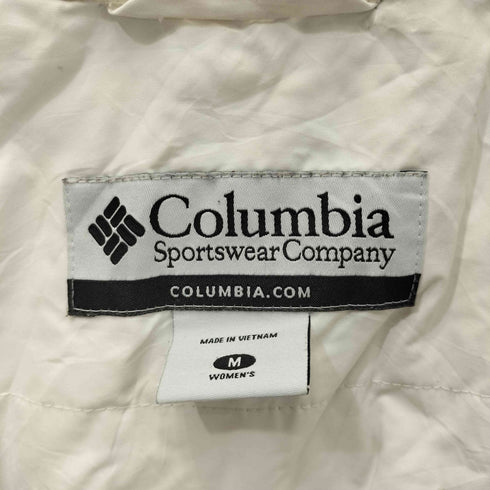 Columbia
Sportswear Company
COLUMBIA.COM
MADE IN VIETNAM
M
WOMEN'S